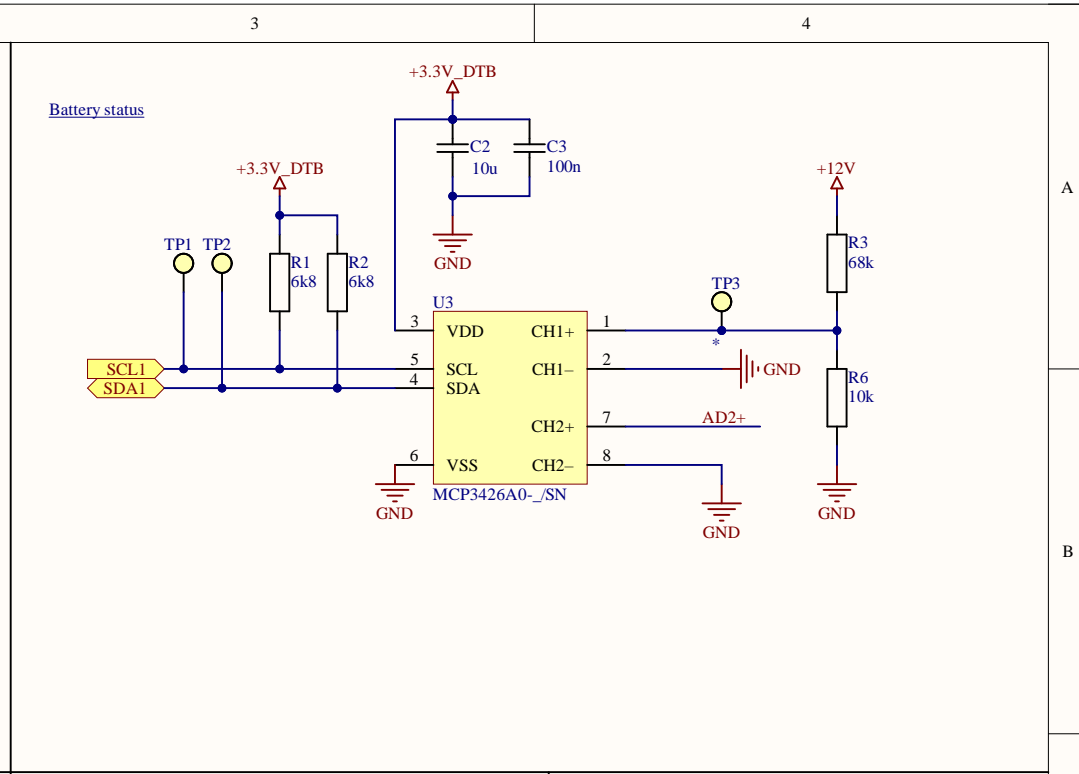 3
4
+3.3V_DTB
Battery status
C2
C3
10u
100n
+3.3V_DTB
+12V
A
TP1
TP2
R1
R2
6k8
6k8
GND
R3
68k
TP3
U3
3
VDD
CH1+
1
*
SCL1
5
SCL
CH1–
2
GND
SDA1
4
SDA
R6
10k
CH2+
7
AD2+
6
VSS
CH2–
8
MCP3426A0-_/SN
GND
GND
GND
B